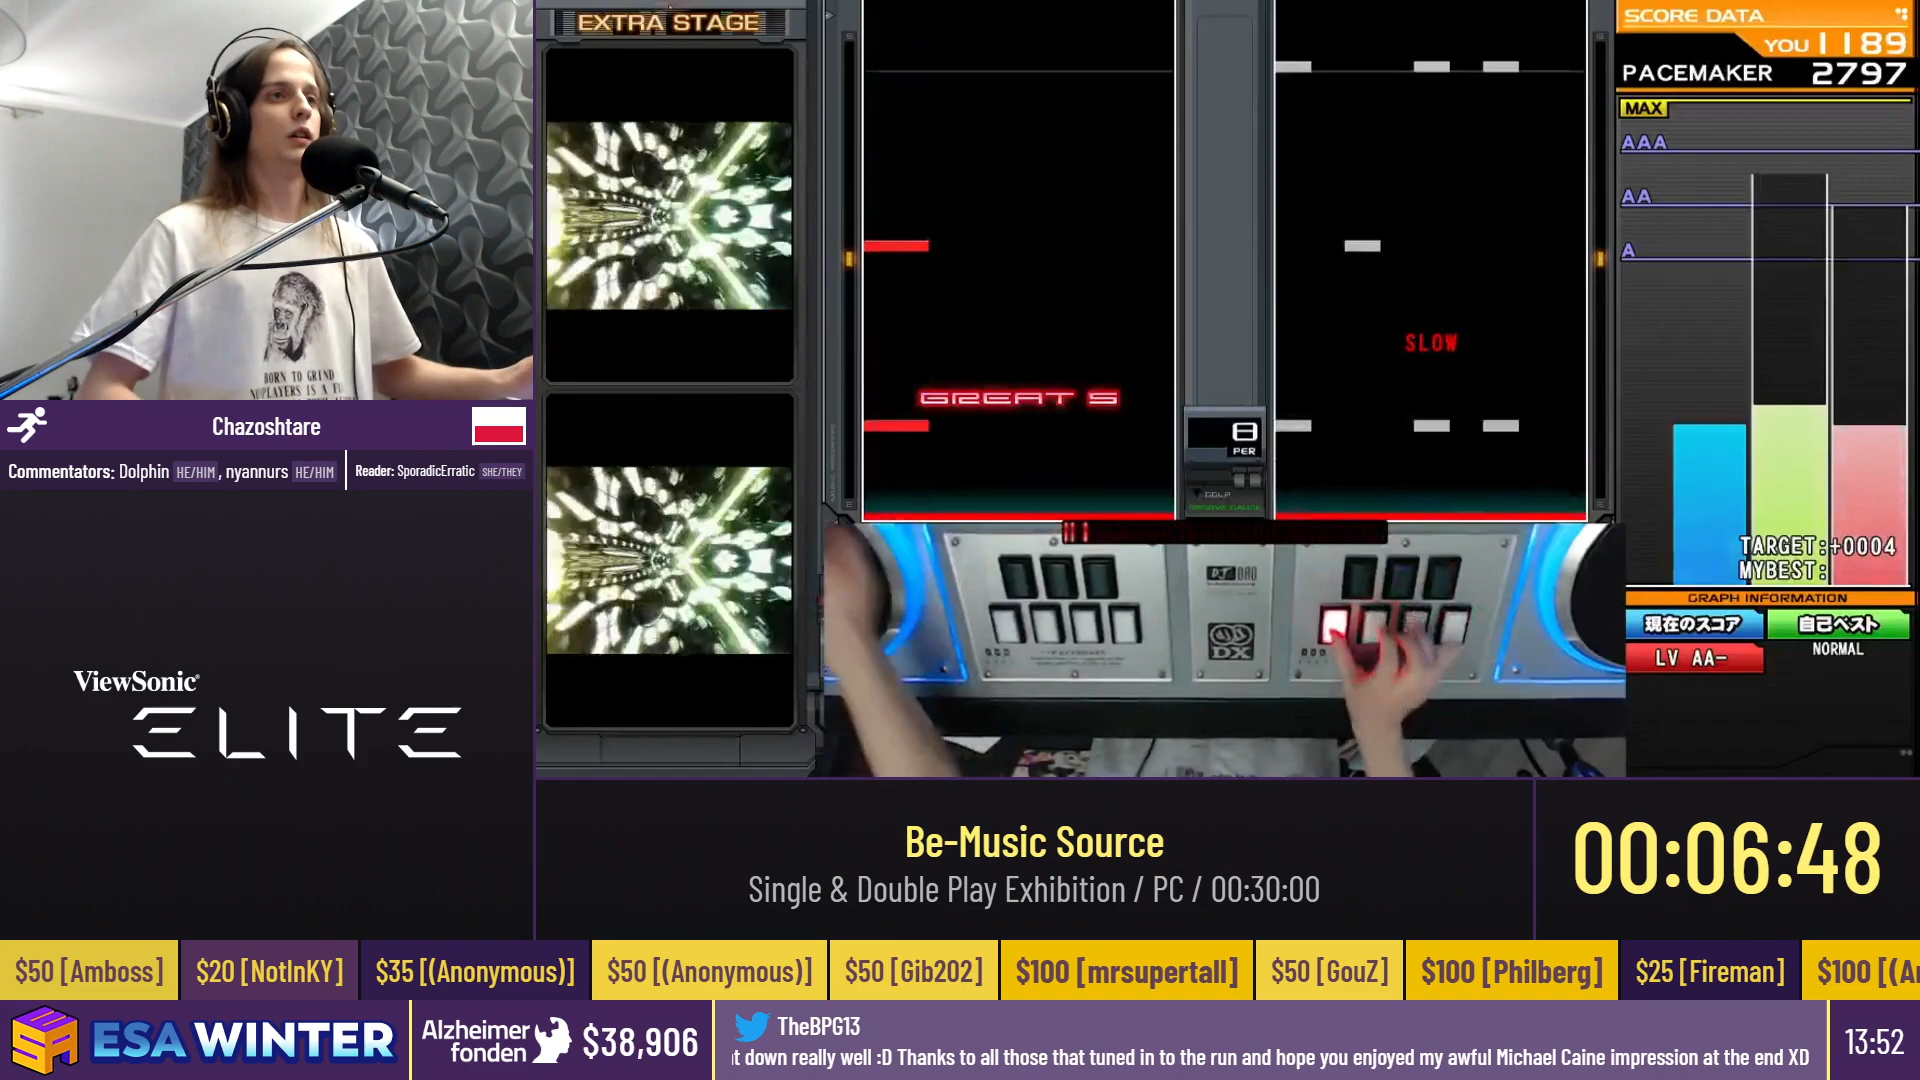 EXTRA STAGE
SCORE DATA
YOU 1189
PACEMAKER 2797
MAX
AAA
AA
A
SLOW
GREAT 5
8
PER
TARGET:+0004
MYBEST:
GRAPH INFORMATION
現在のスコア
自己ベスト
LV AA-
NORMAL
DJ DAO
DX
BORN TO GRIND
Chazoshtare
Commentators: Dolphin HE/HIM, nyannurs HE/HIM
Reader: SporadicErratic SHE/THEY
ViewSonic
ELITE
Be-Music Source
Single & Double Play Exhibition / PC / 00:30:00
00:06:48
$50 [Amboss]
$20 [NotInKY]
$35 [(Anonymous)]
$50 [(Anonymous)]
$50 [Gib202]
$100 [mrsupertall]
$50 [GouZ]
$100 [Philberg]
$25 [Fireman]
$100 [(A
ESA WINTER
Alzheimer
fonden
$38,906
TheBPG13
t down really well :D Thanks to all those that tuned in to the run and hope you enjoyed my awful Michael Caine impression at the end XD
13:52